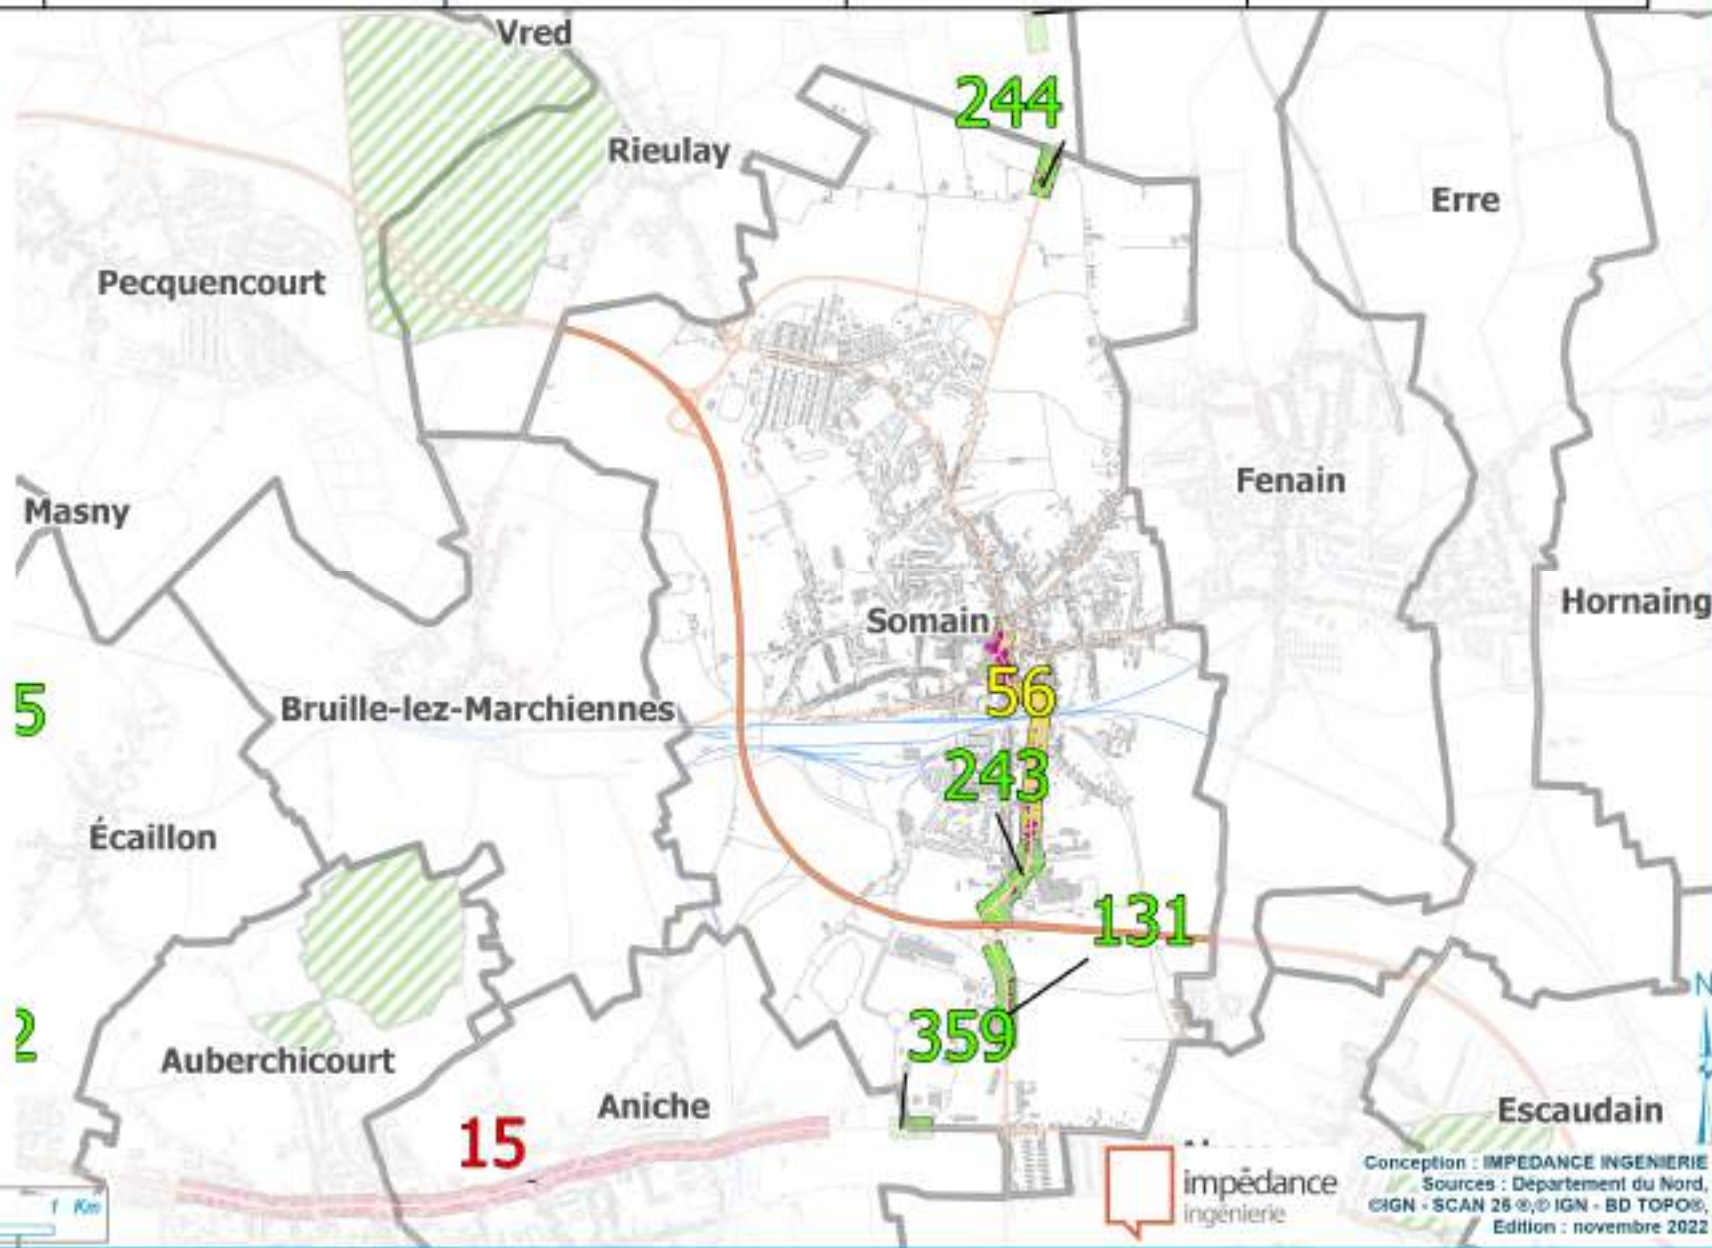 Vred
244
Rieulay
Erre
Pecquencourt
Fenain
Masny
Hornaing
Somain
56
5
Bruille-lez-Marchiennes
243
Écaillon
131
N
2
359
Auberchicourt
Aniche
Escaudain
15
impédance
ingénierie
Conception : IMPEDANCE INGENIERIE
Sources : Département du Nord,
©IGN - SCAN 25 ®,© IGN - BD TOPO®,
Edition : novembre 2022
1 Km